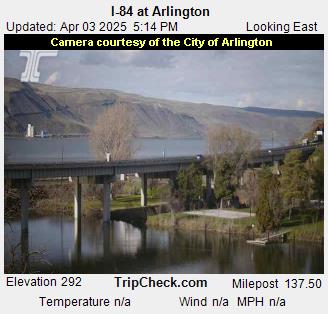 I-84 at Arlington
Updated: Apr 03 2025 5:14 PM Looking East
Camera courtesy of the City of Arlington
Elevation 292 TripCheck.com Milepost 137.50
Temperature n/a Wind n/a MPH n/a